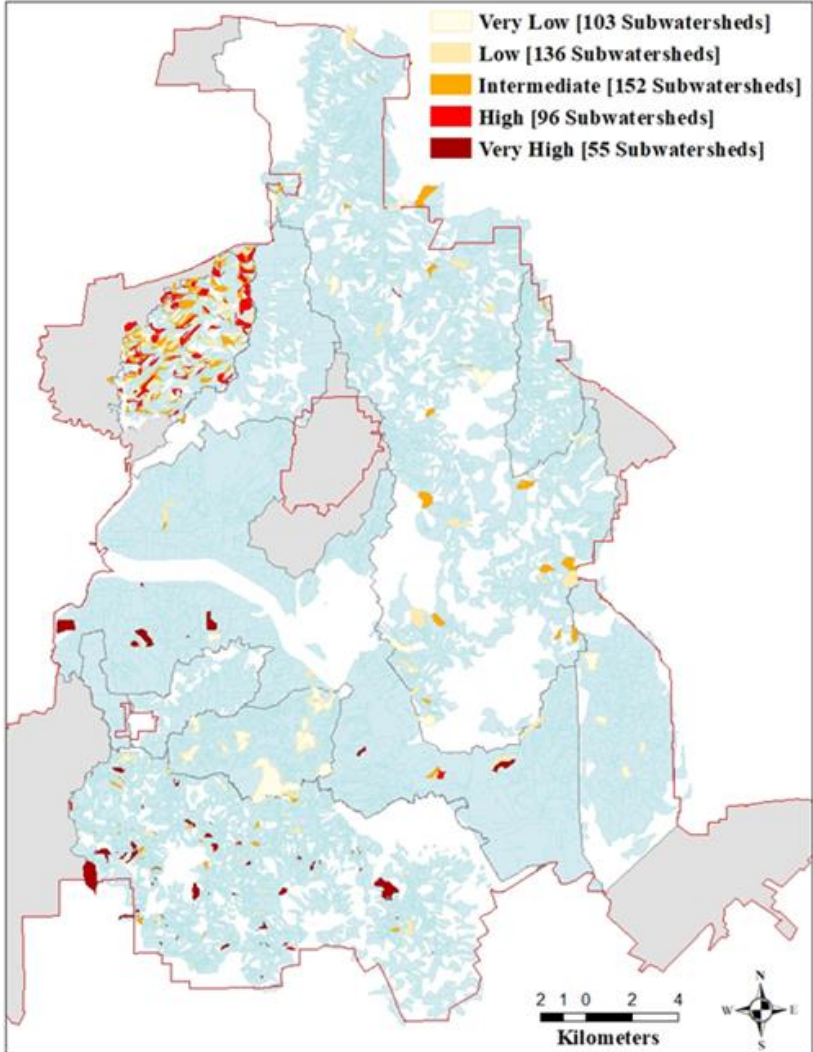 Very Low [103 Subwatersheds]
Low [136 Subwatersheds]
Intermediate [152 Subwatersheds]
High [96 Subwatersheds]
Very High [55 Subwatersheds]
N
W E
S
2 1 0 2 4
Kilometers